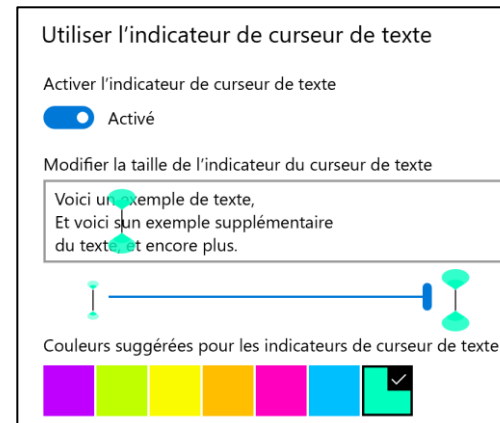 Utiliser l'indicateur de curseur de texte
Activer l'indicateur de curseur de texte
Activé
Modifier la taille de l'indicateur du curseur de texte
Voici un exemple de texte,
Et voici sun exemple supplémentaire
du texte, et encore plus.
Couleurs suggérées pour les indicateurs de curseur de texte